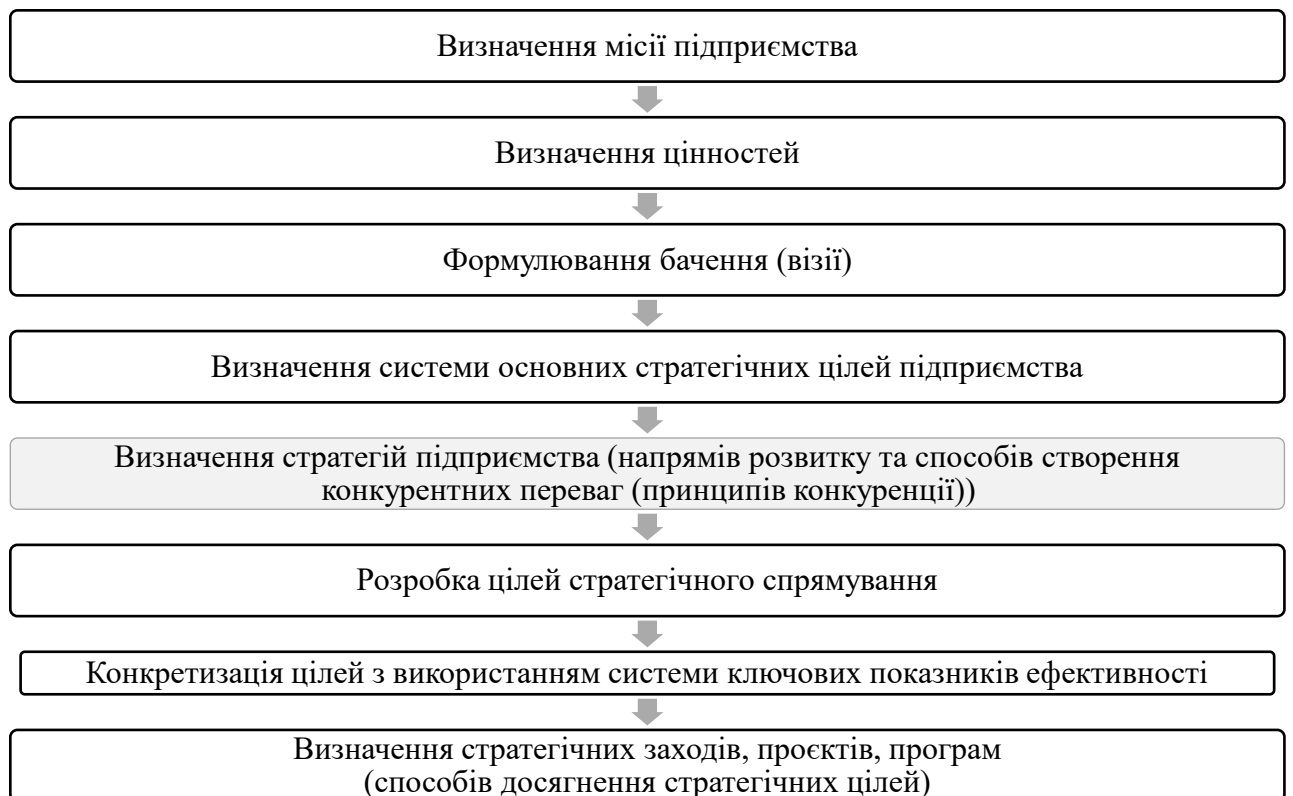 Визначення місії підприємства
Визначення цінностей
Формулювання бачення (візії)
Визначення системи основних стратегічних цілей підприємства
Визначення стратегій підприємства (напрямів розвитку та способів створення
конкурентних переваг (принципів конкуренції))
Розробка цілей стратегічного спрямування
Конкретизація цілей з використанням системи ключових показників ефективності
Визначення стратегічних заходів, проєктів, програм
(способів досягнення стратегічних цілей)